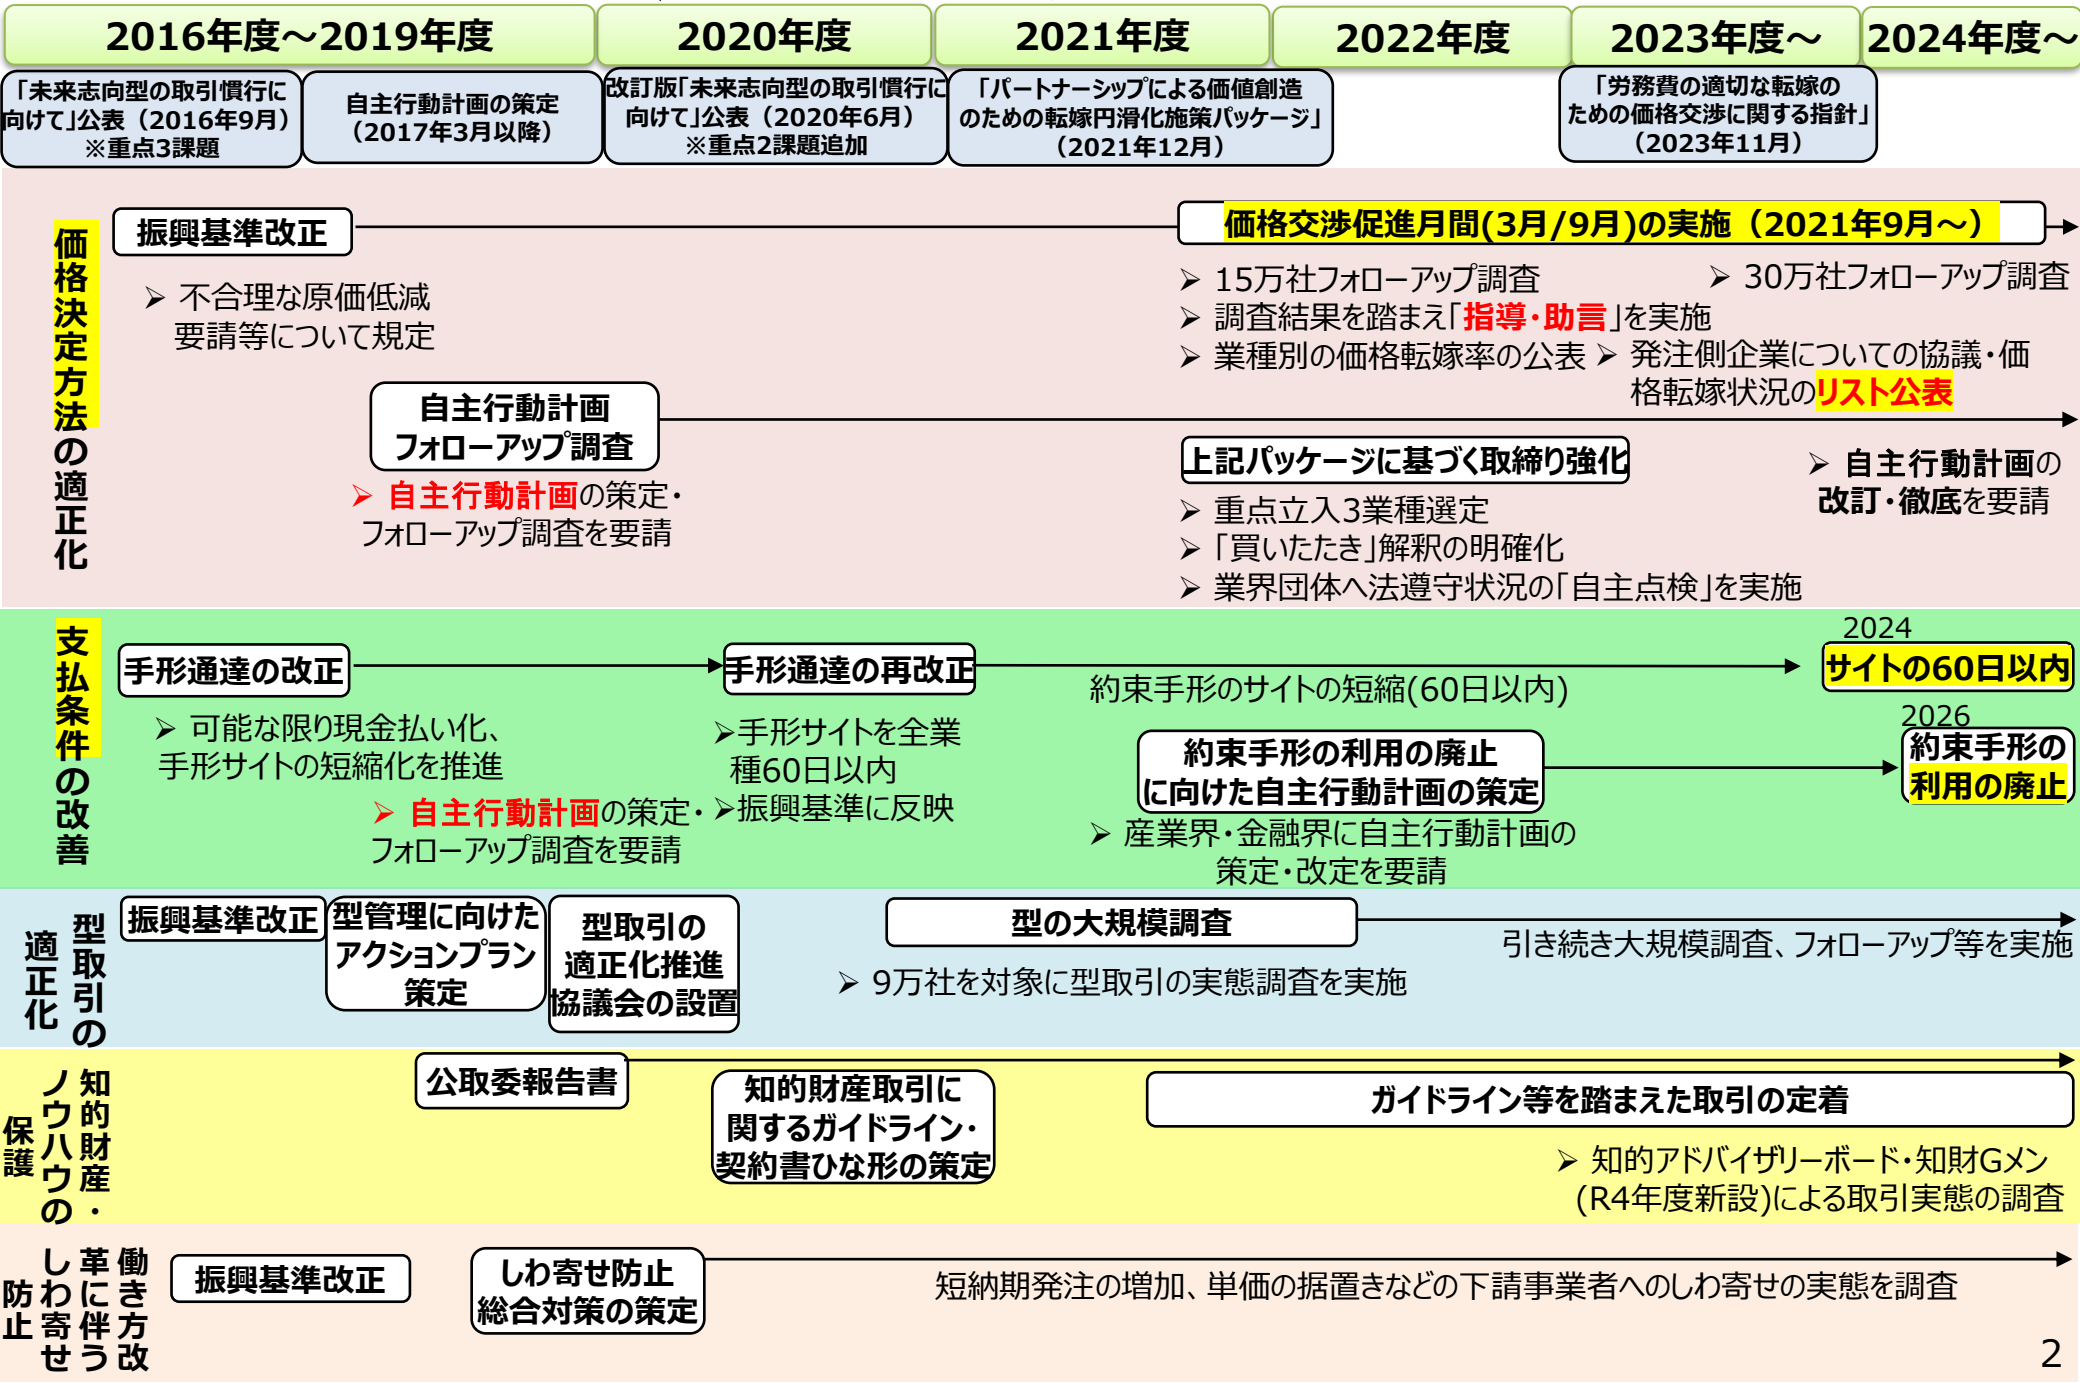 2016年度～2019年度
2020年度
2021年度
2022年度
2023年度～
2024年度～
「未来志向型の取引慣行に
向けて」公表（2016年9月）
※重点3課題
自主行動計画の策定
（2017年3月以降）
改訂版「未来志向型の取引慣行に
向けて」公表（2020年6月）
※重点2課題追加
「パートナーシップによる価値創造
のための転嫁円滑化施策パッケージ」
（2021年12月）
「労務費の適切な転嫁の
ための価格交渉に関する指針」
（2023年11月）
価格決定方法の適正化
振興基準改正
➢ 不合理な原価低減
要請等について規定
価格交渉促進月間(3月/9月)の実施（2021年9月～）
➢ 15万社フォローアップ調査
➢ 30万社フォローアップ調査
➢ 調査結果を踏まえ「指導・助言」を実施
➢ 業種別の価格転嫁率の公表
➢ 発注側企業についての協議・価
格転嫁状況のリスト公表
自主行動計画
フォローアップ調査
➢ 自主行動計画の策定・
フォローアップ調査を要請
上記パッケージに基づく取締り強化
➢ 重点立入3業種選定
➢ 「買いたたき」解釈の明確化
➢ 業界団体へ法遵守状況の「自主点検」を実施
➢ 自主行動計画の
改訂・徹底を要請
支払条件の改善
手形通達の改正
➢ 可能な限り現金払い化、
手形サイトの短縮化を推進
➢ 自主行動計画の策定・
フォローアップ調査を要請
手形通達の再改正
➢手形サイトを全業
種60日以内
➢振興基準に反映
約束手形のサイトの短縮(60日以内)
2024
サイトの60日以内
約束手形の利用の廃止
に向けた自主行動計画の策定
➢ 産業界・金融界に自主行動計画の
策定・改定を要請
2026
約束手形の
利用の廃止
型取引の
適正化
振興基準改正
型管理に向けた
アクションプラン
策定
型取引の
適正化推進
協議会の設置
型の大規模調査
➢ 9万社を対象に型取引の実態調査を実施
引き続き大規模調査、フォローアップ等を実施
知的財産・
ノウハウの
保護
公取委報告書
知的財産取引に
関するガイドライン・
契約書ひな形の策定
ガイドライン等を踏まえた取引の定着
➢ 知的アドバイザリーボード・知財Gメン
(R4年度新設)による取引実態の調査
働き方改
革に伴う
しわ寄せ
防止
振興基準改正
しわ寄せ防止
総合対策の策定
短納期発注の増加、単価の据置きなどの下請事業者へのしわ寄せの実態を調査
2